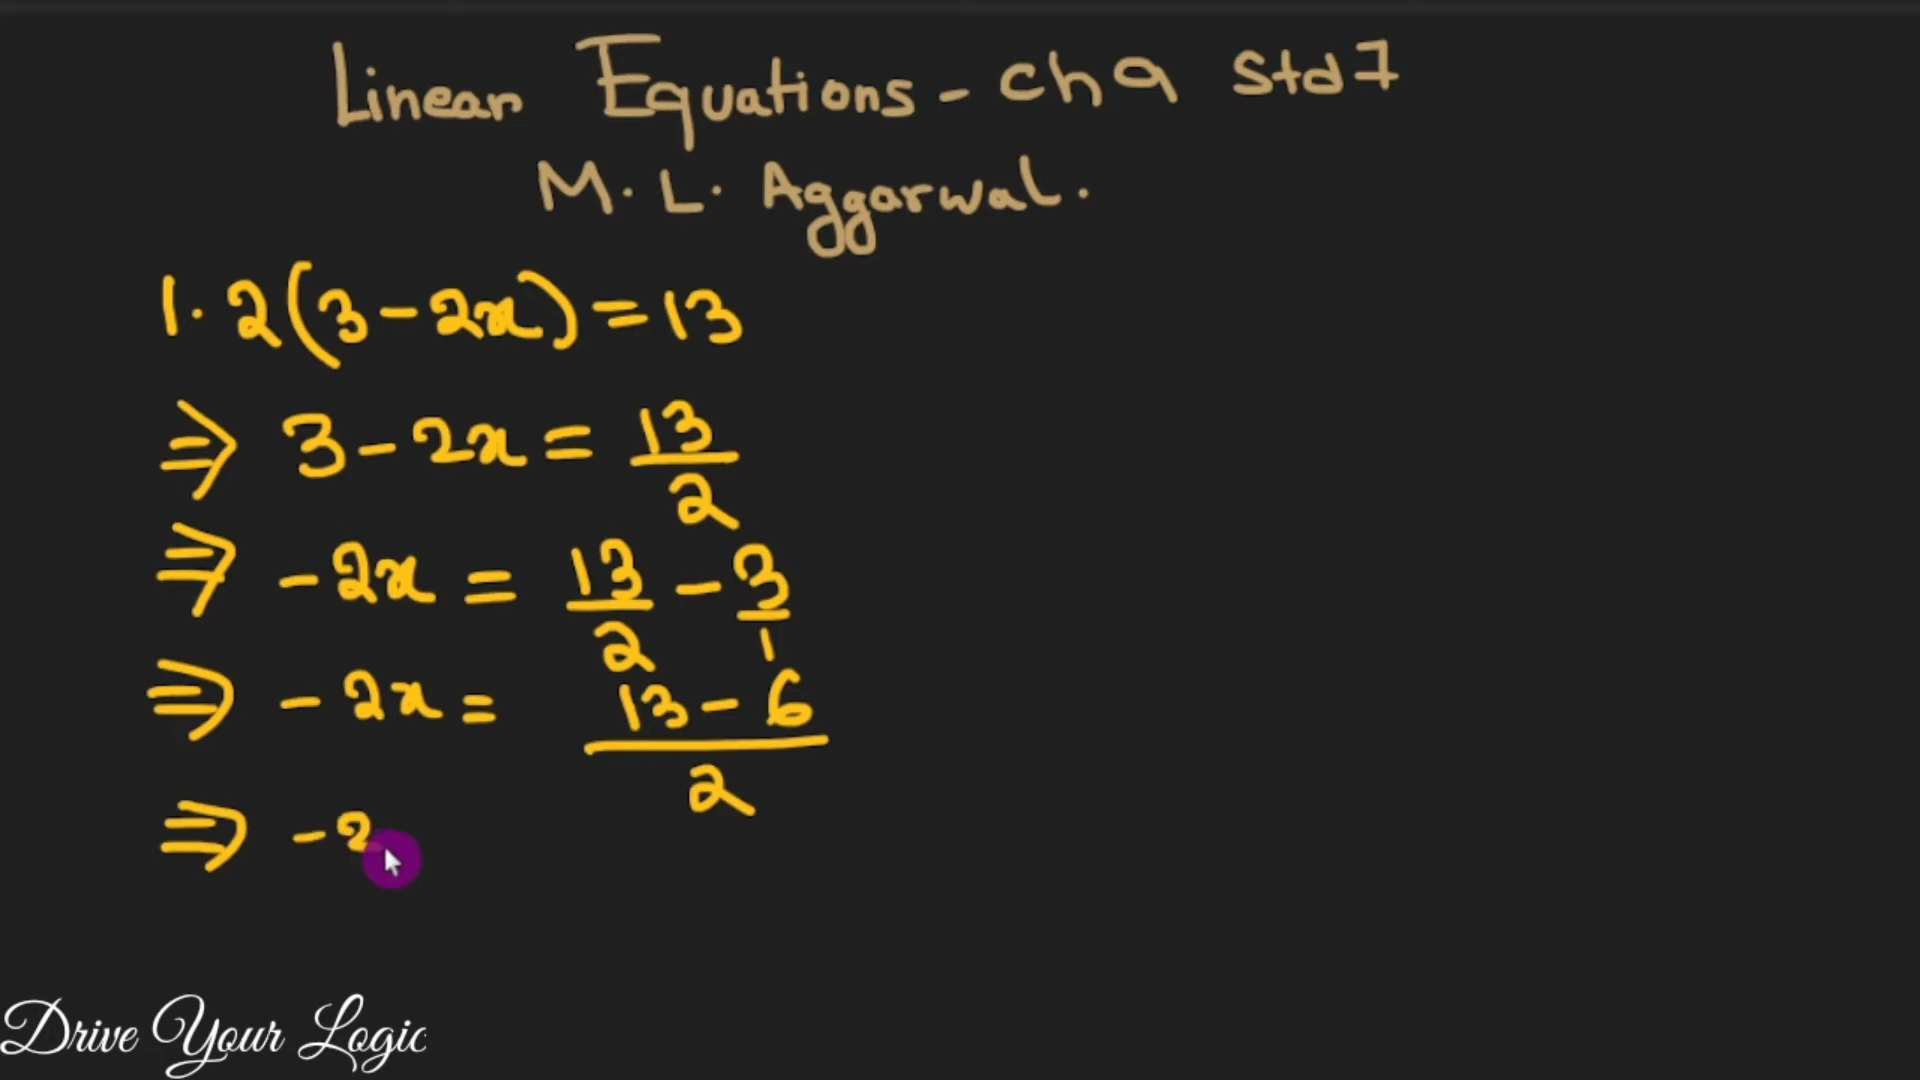 Linear Equations - ch 9 Std 7
M. L. Aggarwal.
1. 2(3-2x)=13
⇒ 3-2x = 13/2
⇒ -2x = 13/2 - 3/1
⇒ -2x = (13-6)/2
⇒ -2
Drive Your Logic